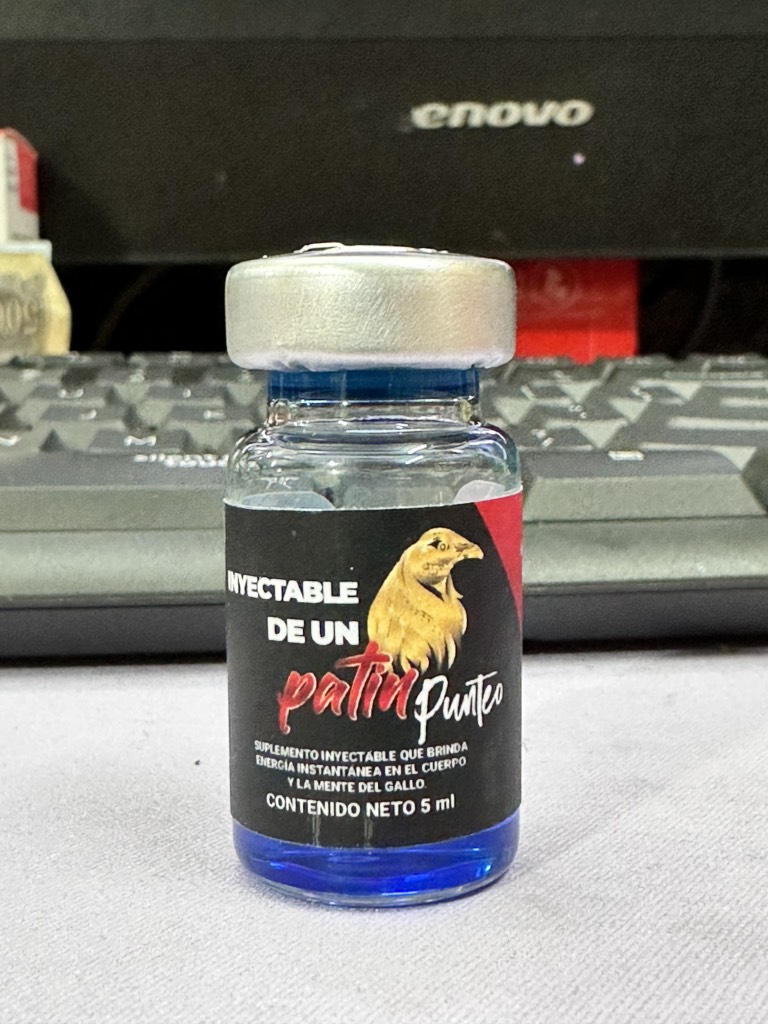 enovo
INYECTABLE
DE UN
patin Punteo
SUPLEMENTO INYECTABLE QUE BRINDA
ENERGÍA INSTANTÁNEA EN EL CUERPO
Y LA MENTE DEL GALLO.
CONTENIDO NETO 5 ml